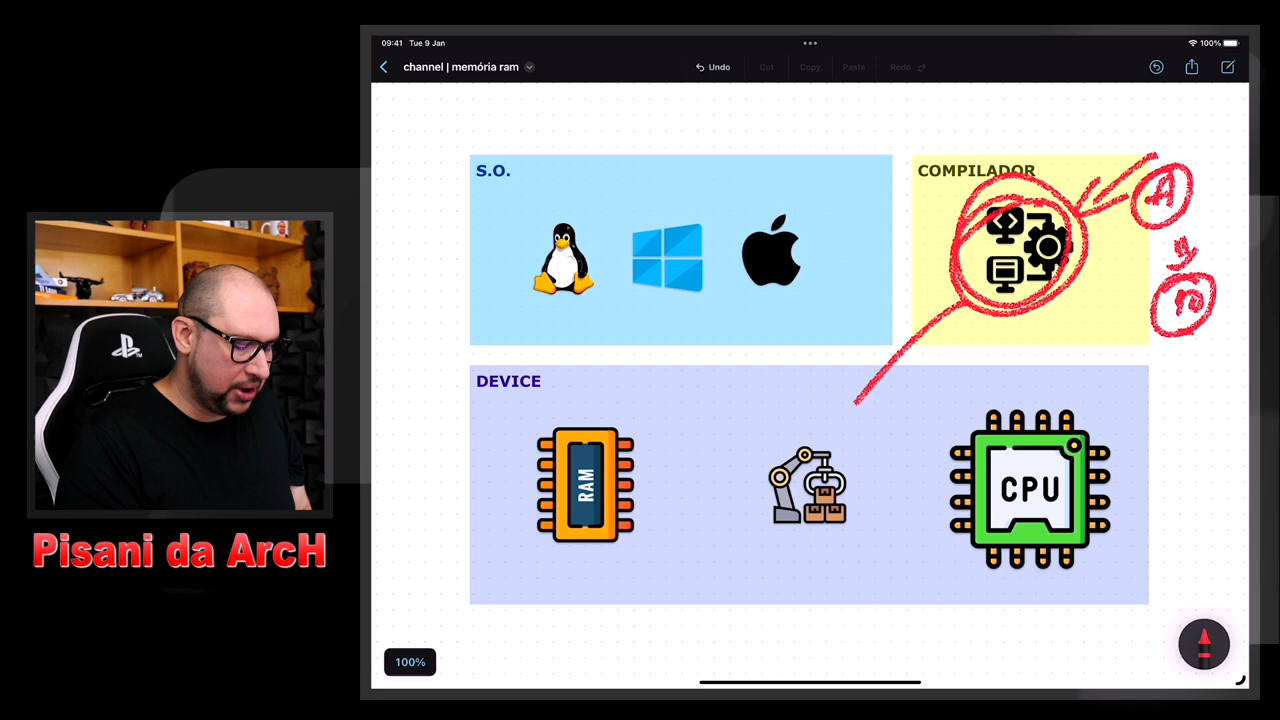 09:41 Tue 9 Jan
100%
channel | memória ram
Undo
Cut
Copy
Paste
Redo
S.O.
COMPILADOR
A
10
DEVICE
RAM
CPU
Pisani da ArcH
100%